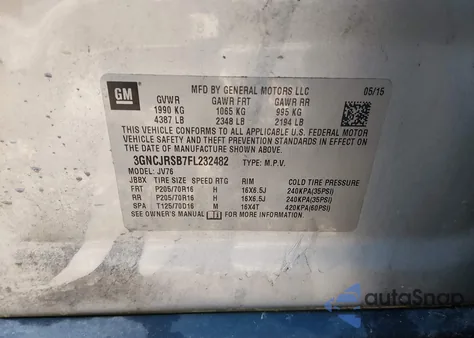 GM
MFD BY GENERAL MOTORS LLC
05/15
GVWR GAWR FRT GAWR RR
1990 KG 1065 KG 995 KG
4387 LB 2348 LB 2194 LB
THIS VEHICLE CONFORMS TO ALL APPLICABLE U.S. FEDERAL MOTOR
VEHICLE SAFETY AND THEFT PREVENTION STANDARDS IN EFFECT ON
THE DATE OF MANUFACTURE SHOWN ABOVE.
3GNCJRSB7FL232482 TYPE: M.P.V.
MODEL: JV76
JBBX TIRE SIZE SPEED RTG RIM COLD TIRE PRESSURE
FRT P205/70R16 H 16X6.5J 240KPA(35PSI)
RR P205/70R16 H 16X6.5J 240KPA(35PSI)
SPA T125/70D16 M 16X4T 420KPA(60PSI)
SEE OWNER'S MANUAL FOR MORE INFORMATION.
autoSnap